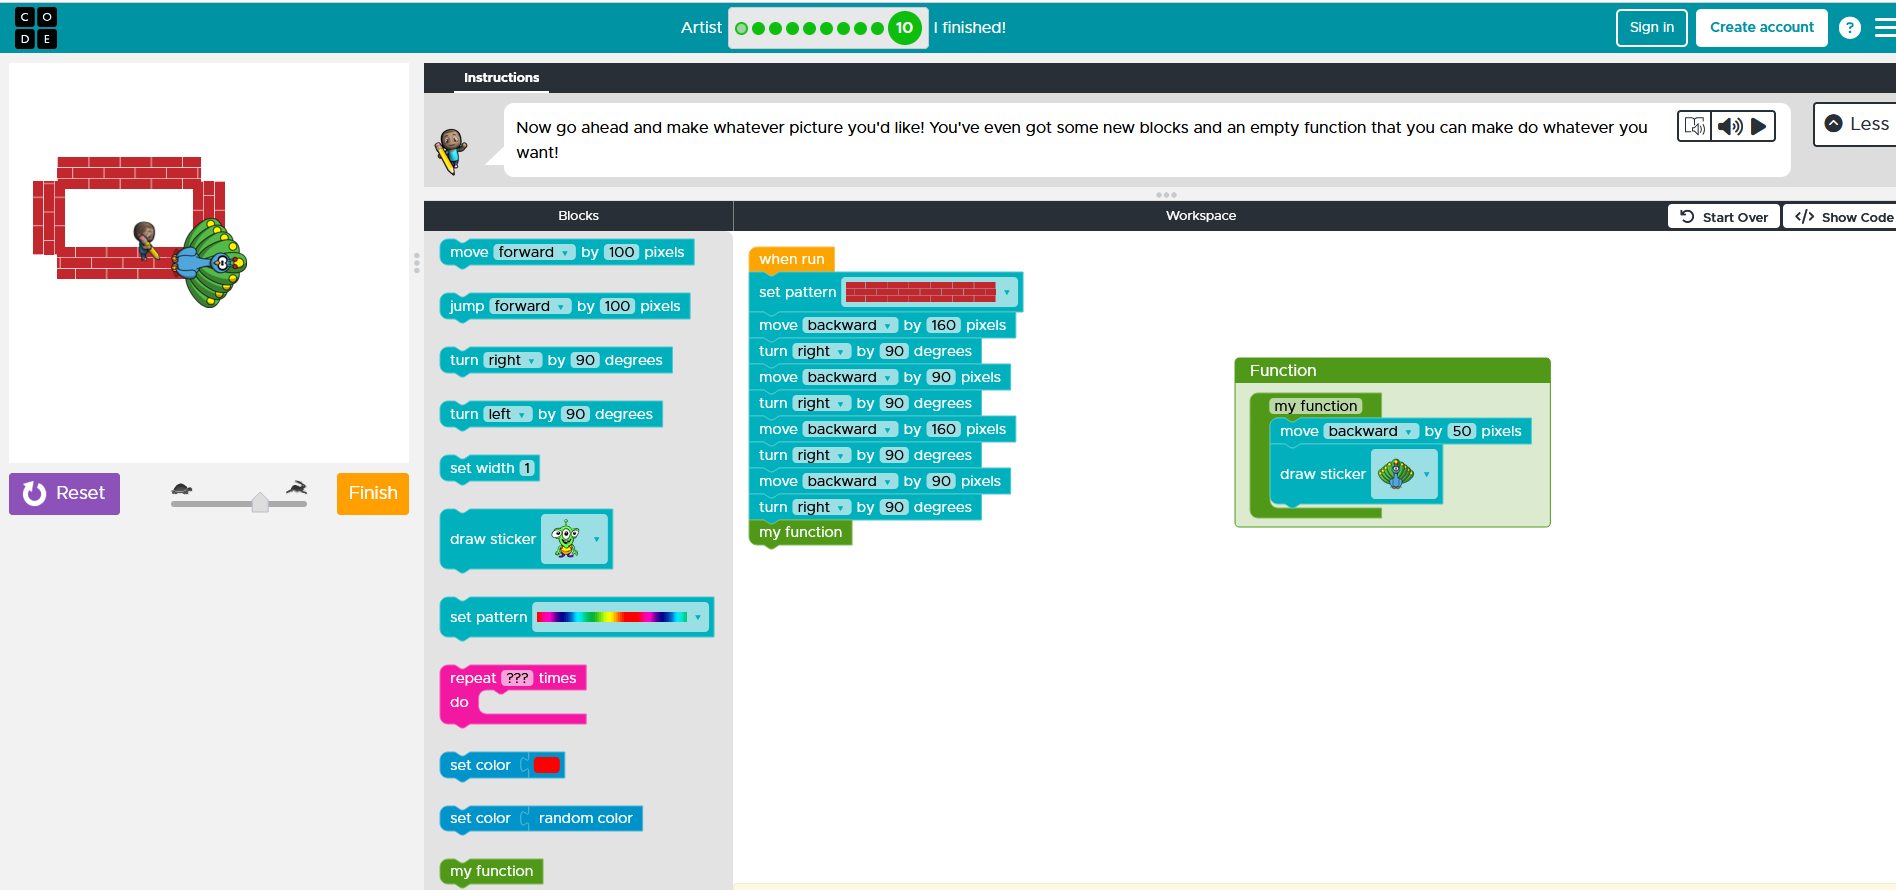 CO
DE
Artist
10
I finished!
Sign in
Create account
?
Instructions
Now go ahead and make whatever picture you'd like! You've even got some new blocks and an empty function that you can make do whatever you
want!
Less
Blocks
Workspace
Start Over
</> Show Code
move forward by 100 pixels
jump forward by 100 pixels
turn right by 90 degrees
turn left by 90 degrees
set width 1
draw sticker
set pattern
repeat ??? times
do
set color
set color random color
my function
when run
set pattern
move backward by 160 pixels
turn right by 90 degrees
move backward by 90 pixels
turn right by 90 degrees
move backward by 160 pixels
turn right by 90 degrees
move backward by 90 pixels
turn right by 90 degrees
my function
Function
my function
move backward by 50 pixels
draw sticker
Reset
Finish